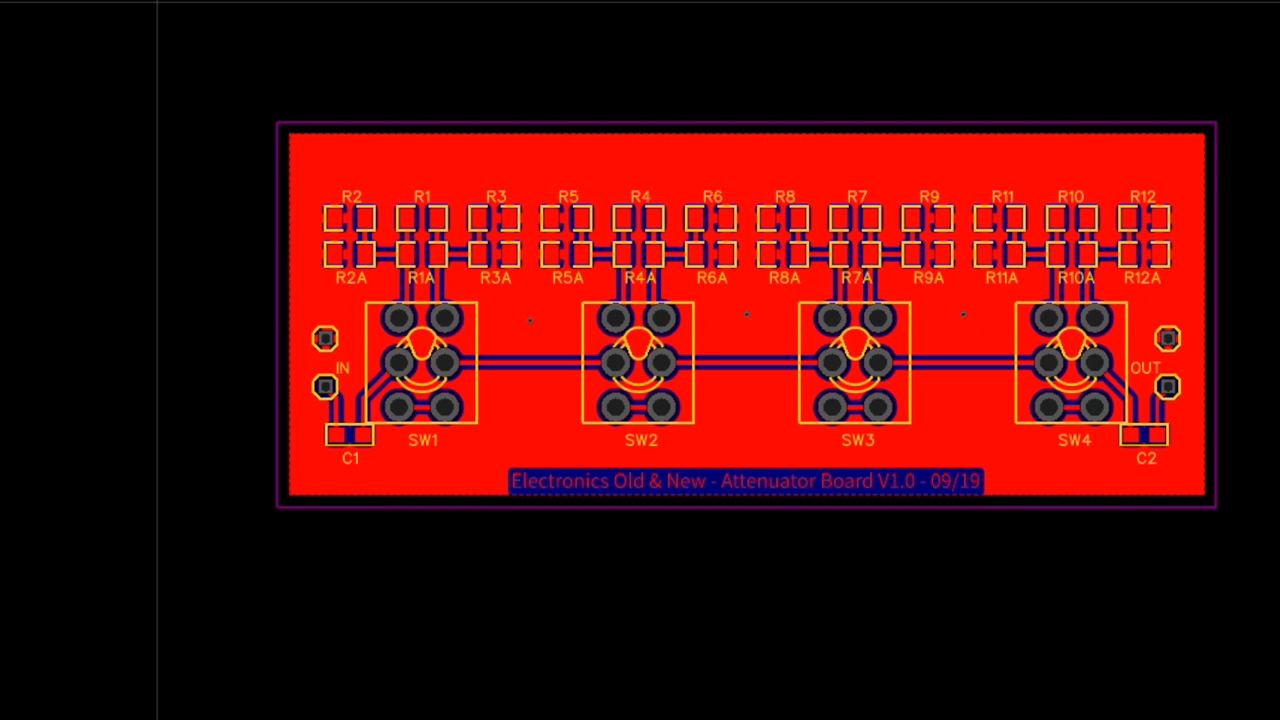 R2 R1 R3 R5 R4 R6 R8 R7 R9 R11 R10 R12
R2A R1A R3A R5A R4A R6A R8A R7A R9A R11A R10A R12A
IN OUT
SW1 SW2 SW3 SW4
C1 C2
Electronics Old & New - Attenuator Board V1.0 - 09/19